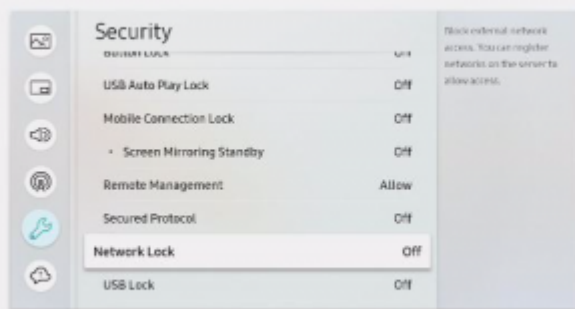 Security
Button Lock
USB Auto Play Lock Off
Mobile Connection Lock Off
• Screen Mirroring Standby Off
Remote Management Allow
Secured Protocol Off
Network Lock Off
USB Lock Off
Block external network
access. You can register
networks on the server to
allow access.